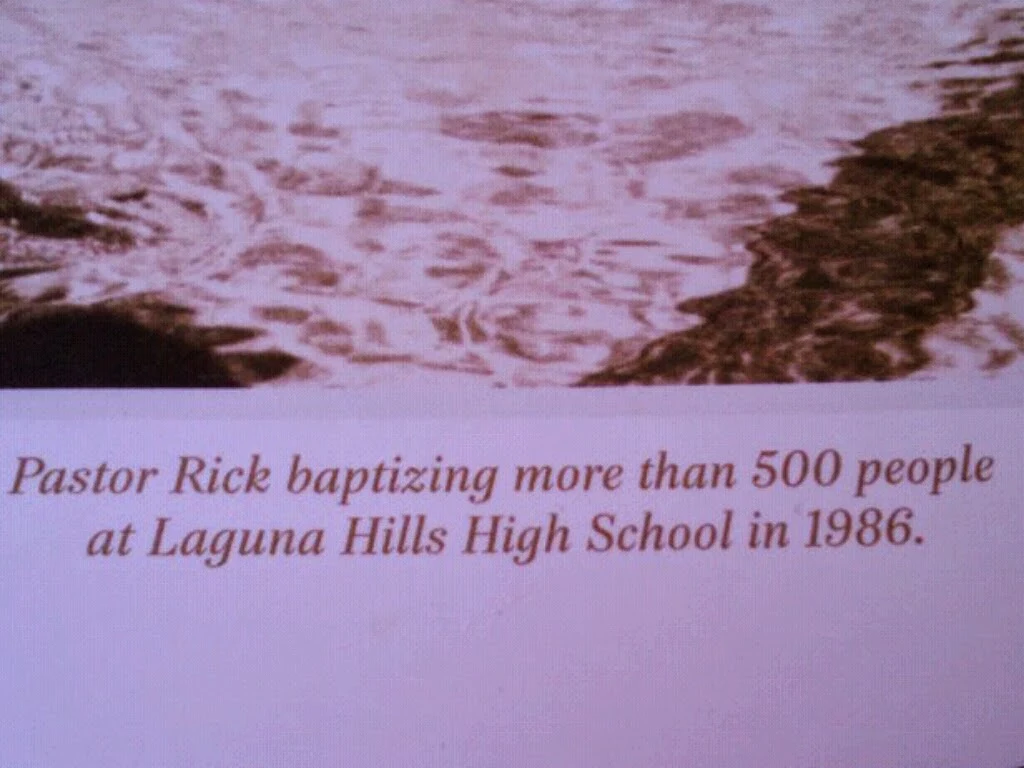 Pastor Rick baptizing more than 500 people
at Laguna Hills High School in 1986.